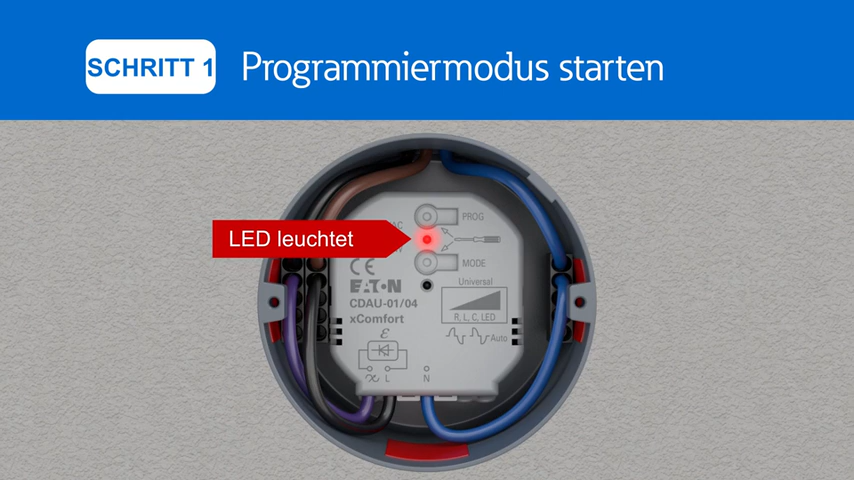 SCHRITT 1 Programmiermodus starten
PROG
LED leuchtet
MODE
CE
EATON
CDAU-01/04
xComfort
Universal
R, L, C, LED
Auto
ε
L
N